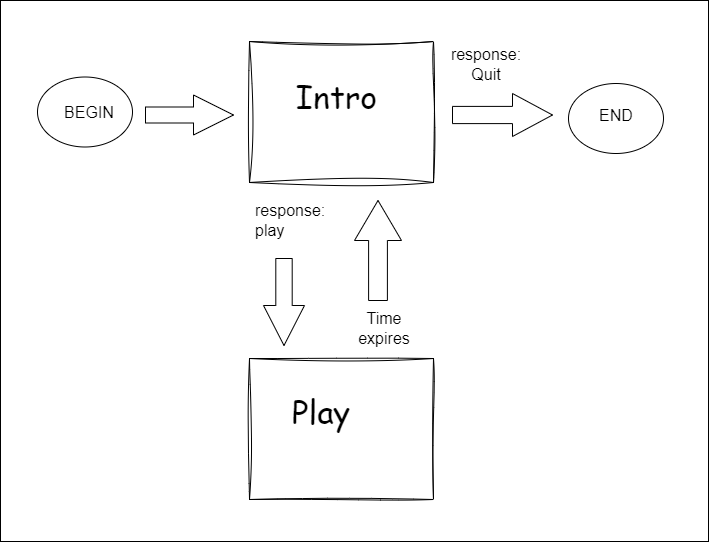 BEGIN
Intro
response:
Quit
END
response:
play
Time
expires
Play